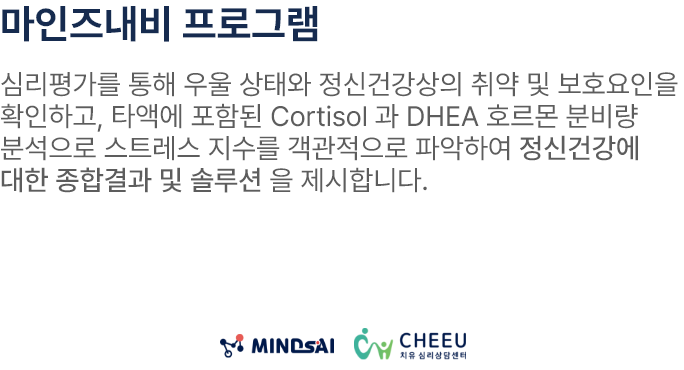 마인즈내비 프로그램
심리평가를 통해 우울 상태와 정신건강상의 취약 및 보호요인을
확인하고, 타액에 포함된 Cortisol 과 DHEA 호르몬 분비량
분석으로 스트레스 지수를 객관적으로 파악하여 정신건강에
대한 종합결과 및 솔루션 을 제시합니다.
MINDSAI
CHEEU
치유 심리상담센터